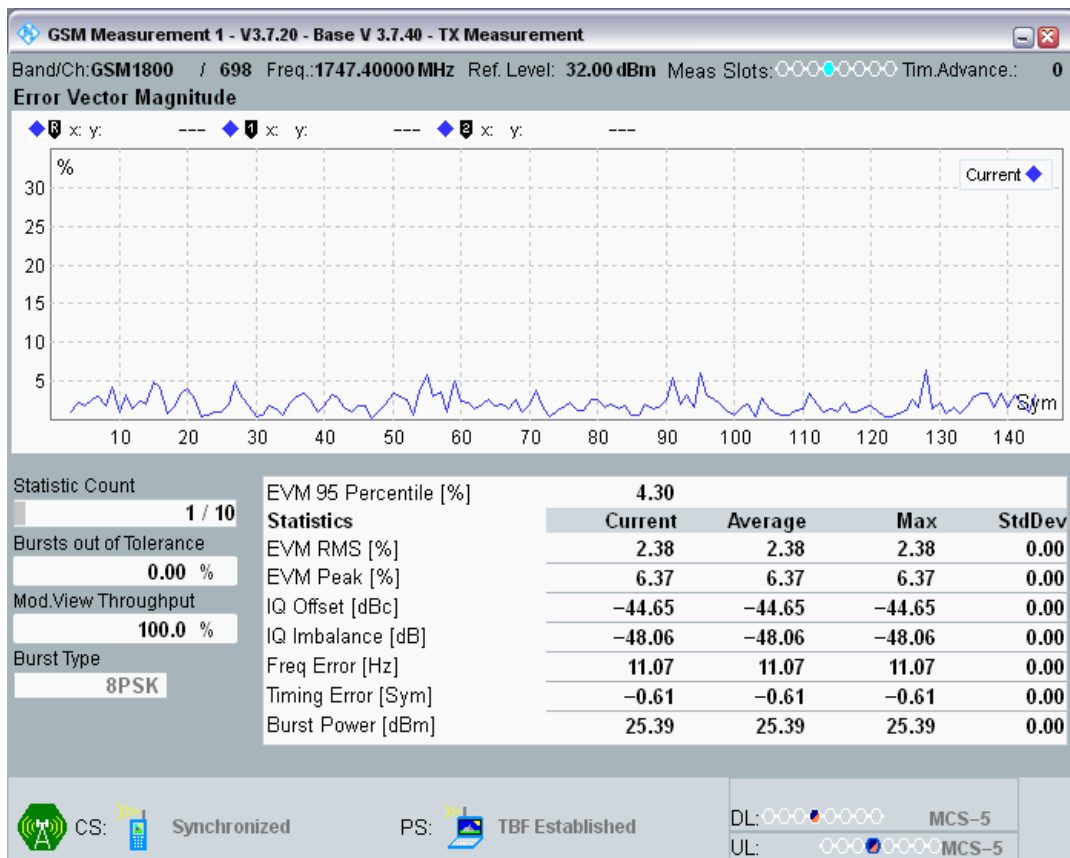 GSM Measurement 1 - V3.7.20 - Base V 3.7.40 - TX Measurement
Band/Ch:GSM1800 / 698 Freq.:1747.40000 MHz Ref. Level: 32.00 dBm Meas Slots: Tim.Advance.: 0
Error Vector Magnitude
R x: y: --- 1 x: y: --- 2 x: y: ---
%
Current
30
25
20
15
10
5
Sym
10 20 30 40 50 60 70 80 90 100 110 120 130 140
Statistic Count
1 / 10
Bursts out of Tolerance
0.00 %
Mod.View Throughput
100.0 %
Burst Type
8PSK
EVM 95 Percentile [%] 4.30
Statistics Current Average Max StdDev
EVM RMS [%] 2.38 2.38 2.38 0.00
EVM Peak [%] 6.37 6.37 6.37 0.00
IQ Offset [dBc] −44.65 −44.65 −44.65 0.00
IQ Imbalance [dB] −48.06 −48.06 −48.06 0.00
Freq Error [Hz] 11.07 11.07 11.07 0.00
Timing Error [Sym] −0.61 −0.61 −0.61 0.00
Burst Power [dBm] 25.39 25.39 25.39 0.00
CS: Synchronized PS: TBF Established
DL: MCS−5
UL: MCS−5